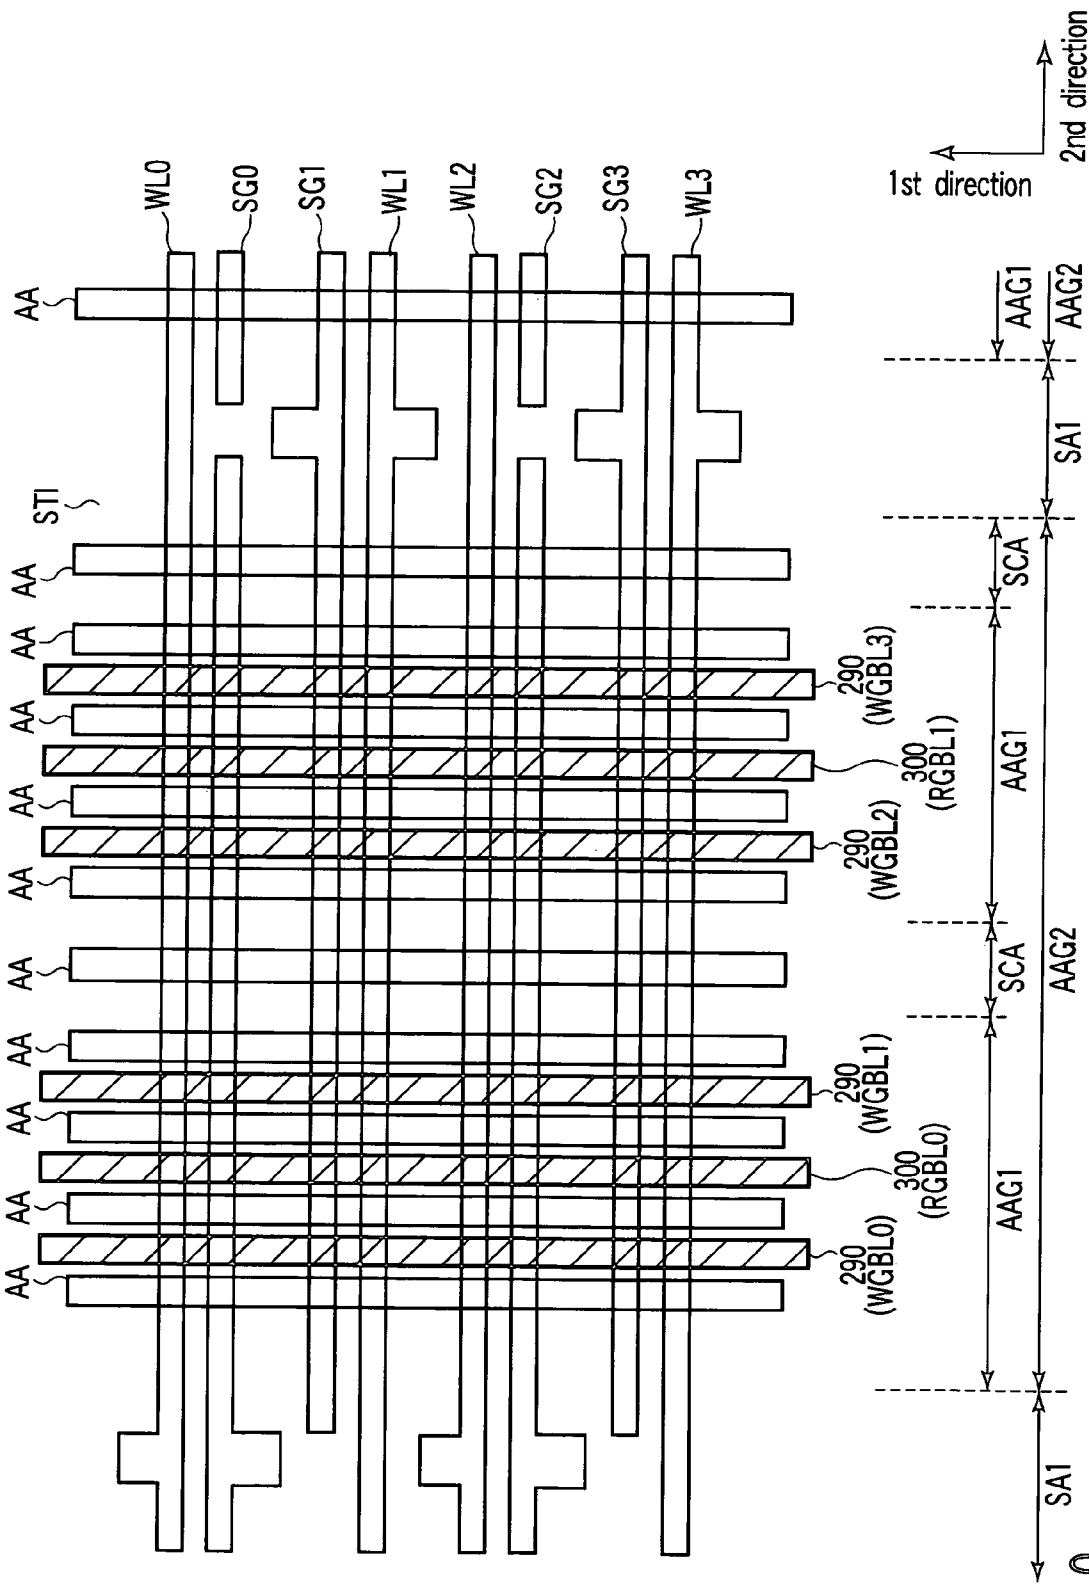 AA
AA
AA
AA
AA
AA
AA
AA
AA
AA
AA
STI
WL0
SG0
SG1
WL1
WL2
SG2
SG3
WL3
290
(WGBL0)
300
(RGBL0)
290
(WGBL1)
290
(WGBL2)
300
(RGBL1)
290
(WGBL3)
1st direction
2nd direction
AAG1
SCA
AAG1
SCA
AAG1
SA1
AAG2
SA1
AAG2